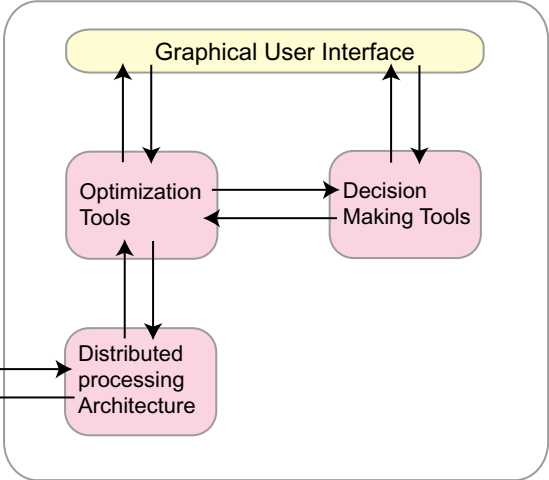 Graphical User Interface
Optimization
Tools
Decision
Making Tools
Distributed
processing
Architecture